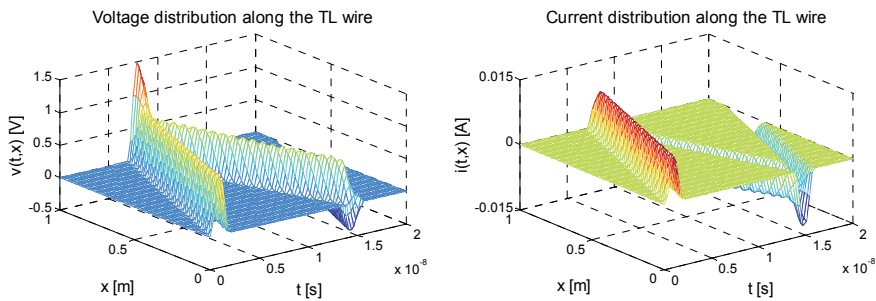 Voltage distribution along the TL wire
1.5
1
0.5
0
-0.5
v(t,x) [V]
1
0.5
0
x [m]
0
0.5
1
1.5
2
x 10⁻⁸
t [s]
Current distribution along the TL wire
0.015
0
-0.015
i(t,x) [A]
1
0.5
0
x [m]
0
0.5
1
1.5
2
x 10⁻⁸
t [s]